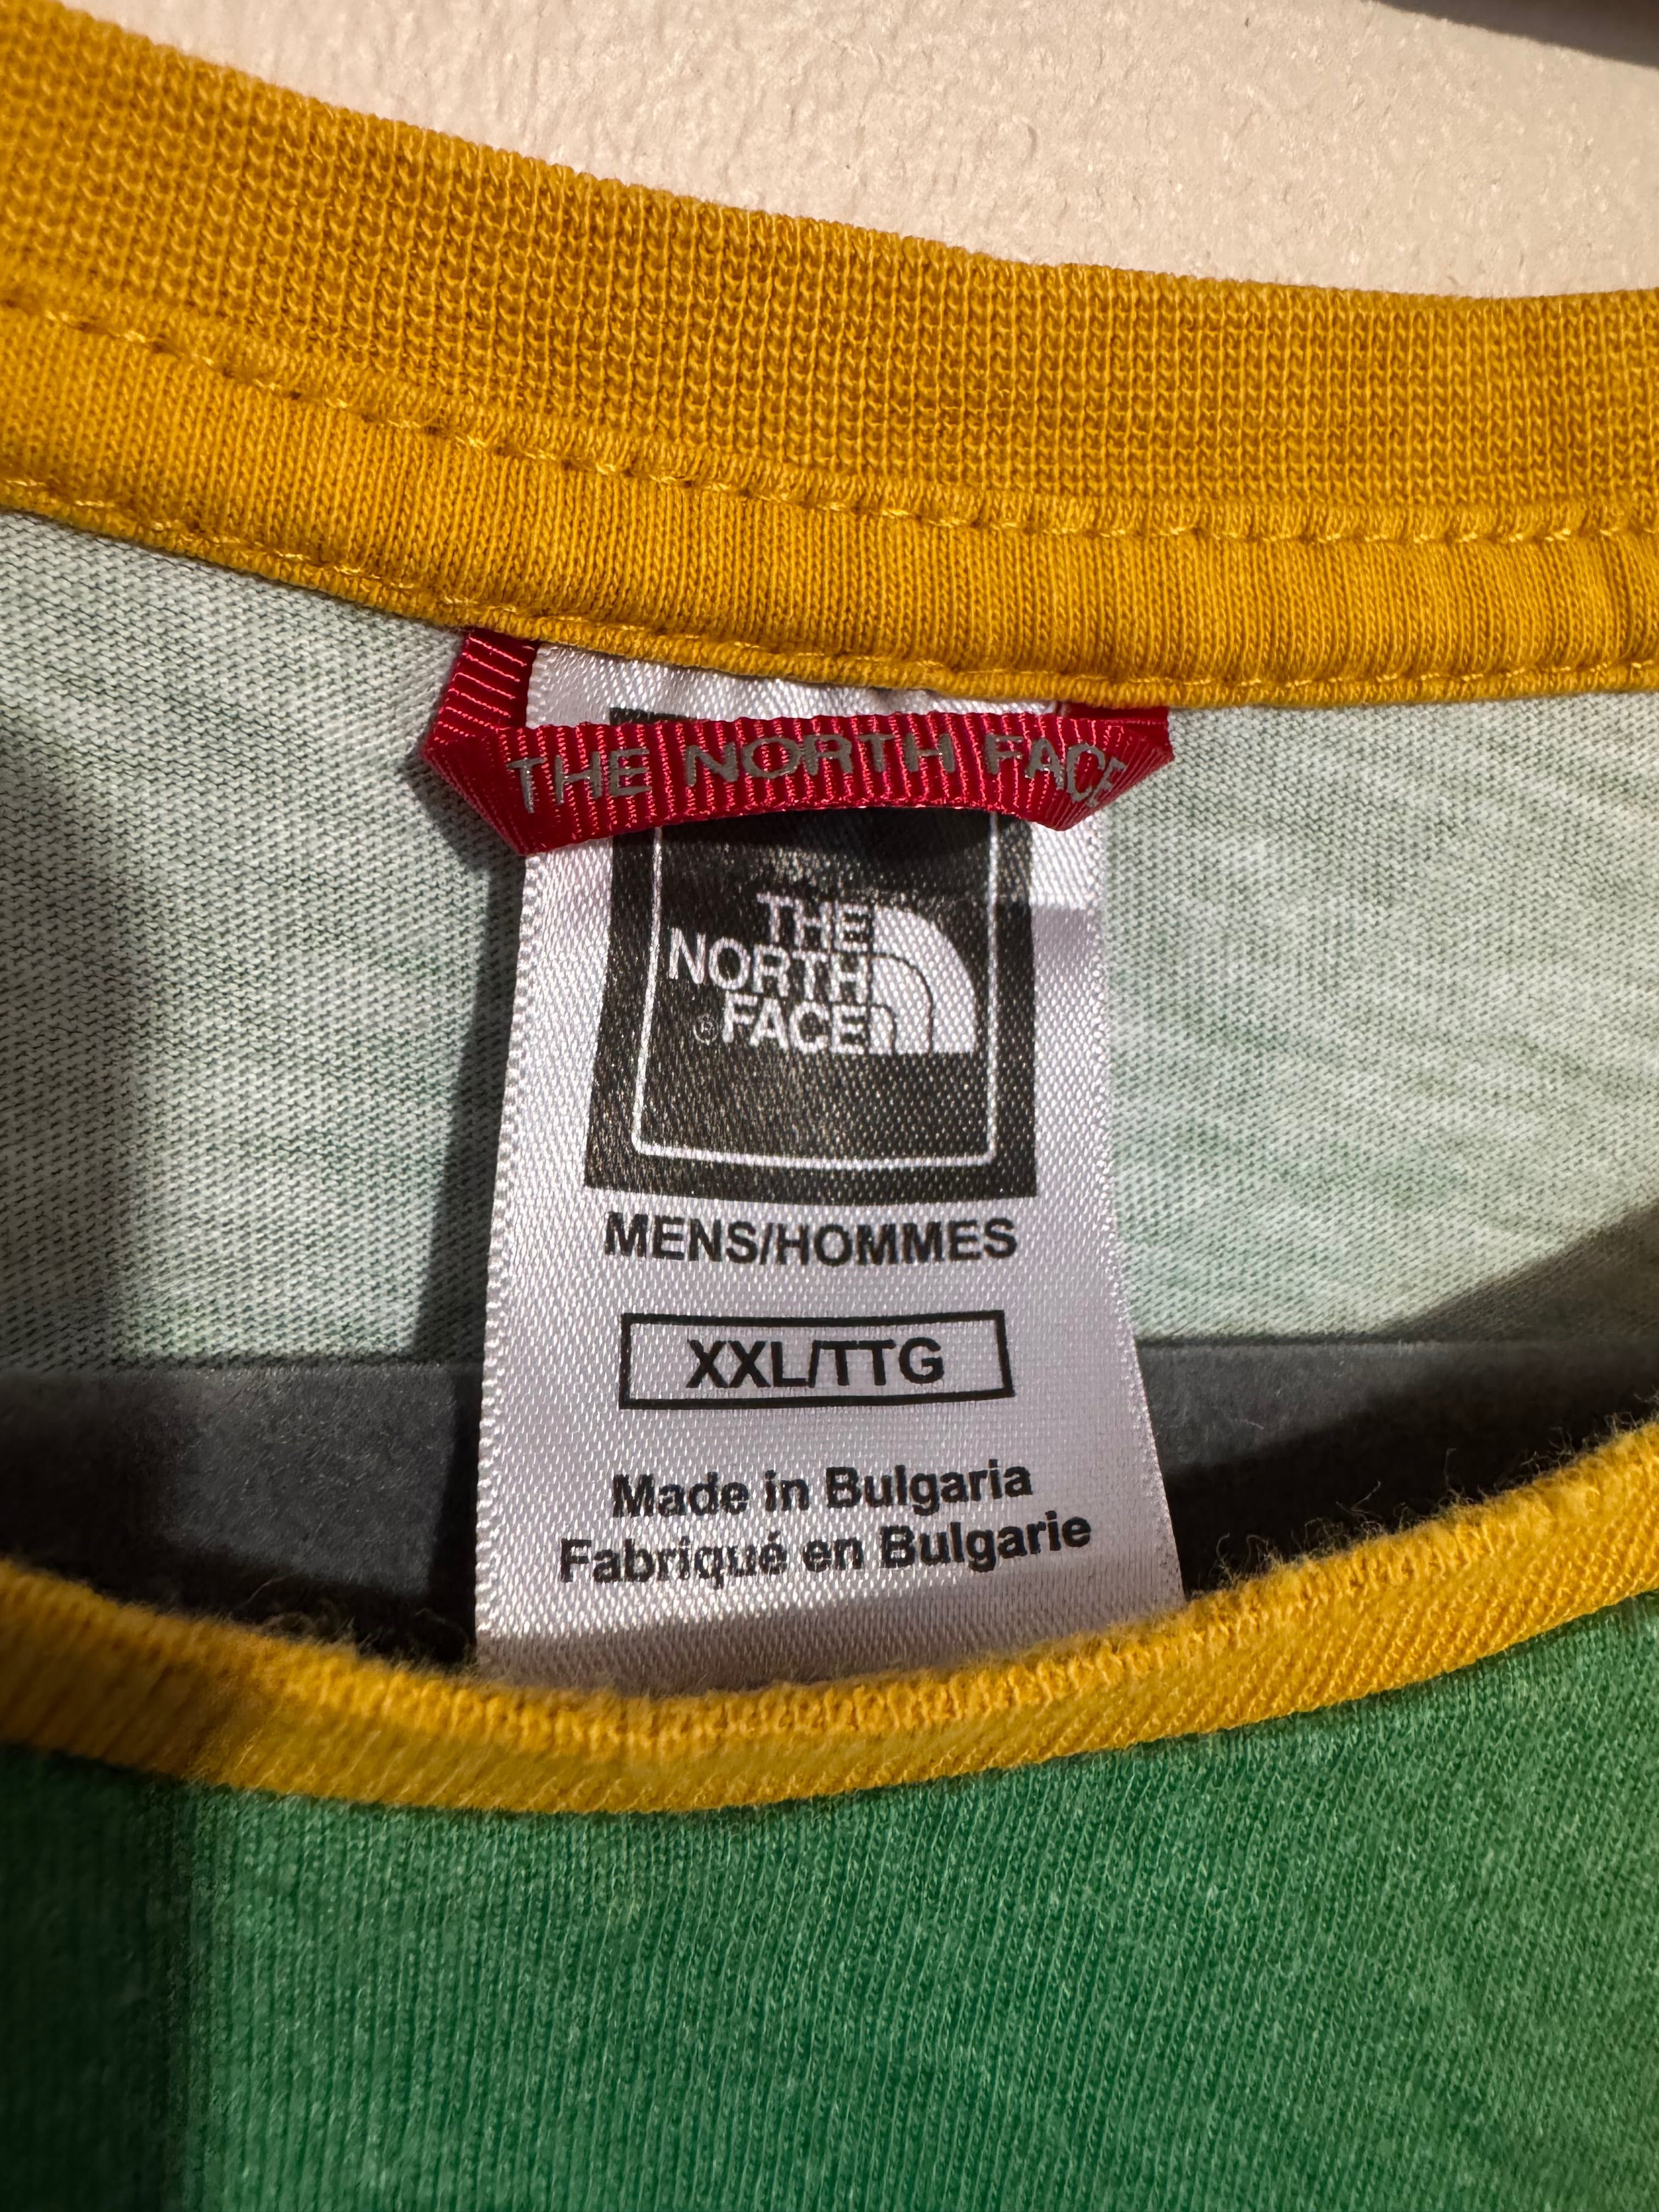 THE NORTH FACE
THE
NORTH
® FACE
MENS/HOMMES
XXL/TTG
Made in Bulgaria
Fabriqué en Bulgarie